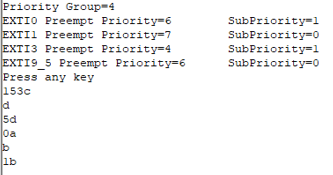 Priority Group=4
EXTI0 Preempt Priority=6 SubPriority=1
EXTI1 Preempt Priority=7 SubPriority=0
EXTI3 Preempt Priority=4 SubPriority=1
EXTI9_5 Preempt Priority=6 SubPriority=0
Press any key
153c
d
5d
0a
b
1b